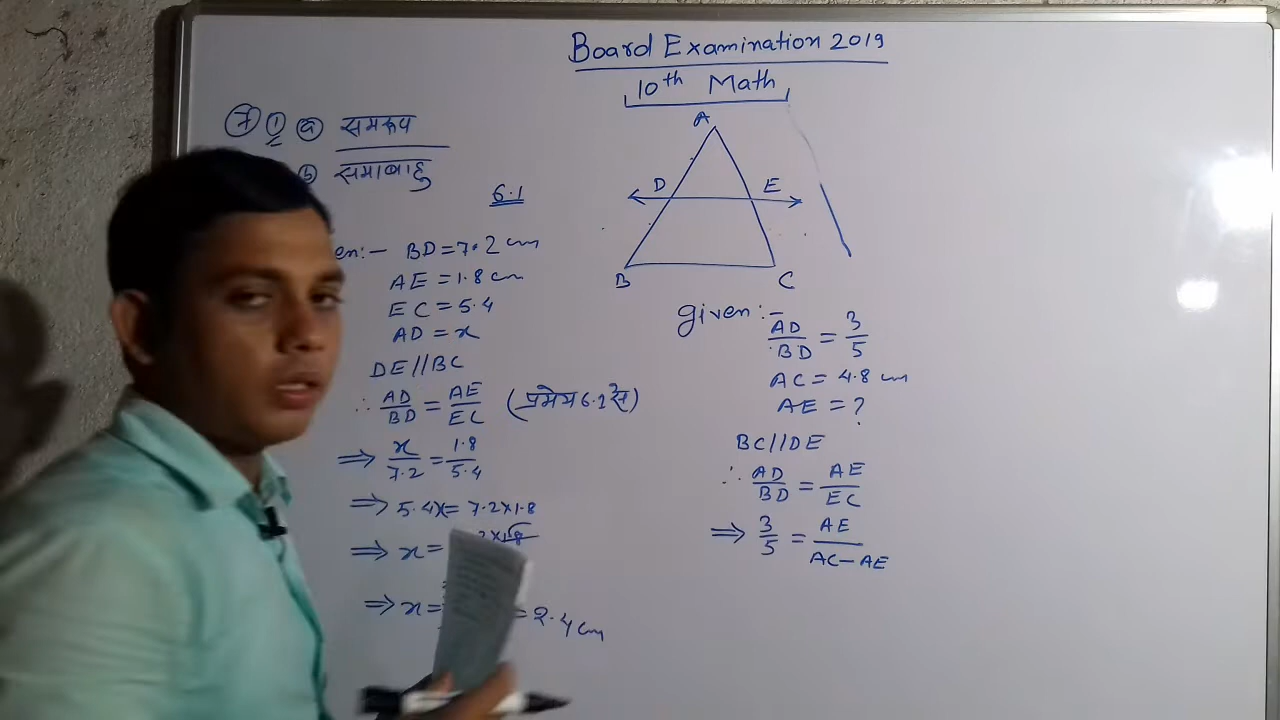 Board Examination 2019
10th Math
7 1 a समरूप
b समाबाहु
6.1
en:- BD = 7.2 cm
AE = 1.8 cm
EC = 5.4
AD = x
DE//BC
∴ AD/BD = AE/EC (प्रमेय 6.1 से)
⇒ x/7.2 = 1.8/5.4
⇒ 5.4x = 7.2×1.8
⇒ x =
⇒ x = = 2.4 cm
A
D E
B C
given:-
AD/BD = 3/5
AC = 4.8 cm
AE = ?
BC//DE
∴ AD/BD = AE/EC
⇒ 3/5 = AE/AC-AE